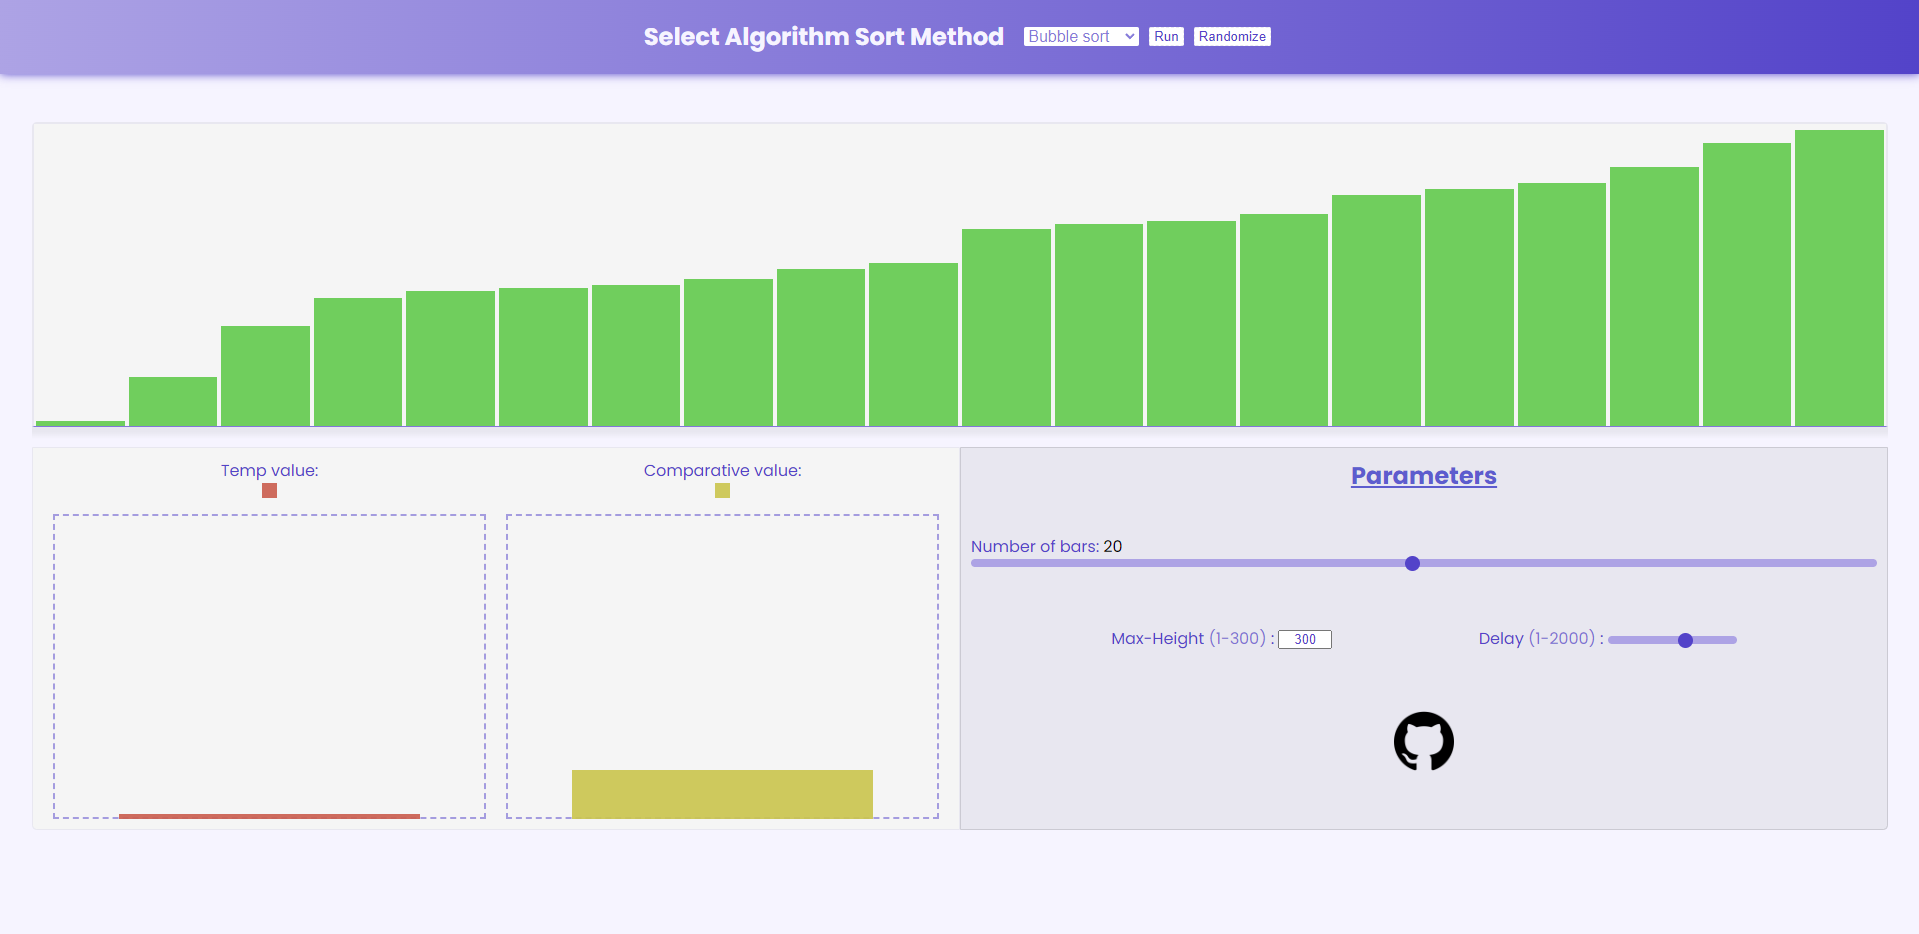 Select Algorithm Sort Method Bubble sort Run Randomize
Temp value: Comparative value:
Parameters
Number of bars: 20
Max-Height (1-300) : 300 Delay (1-2000) :